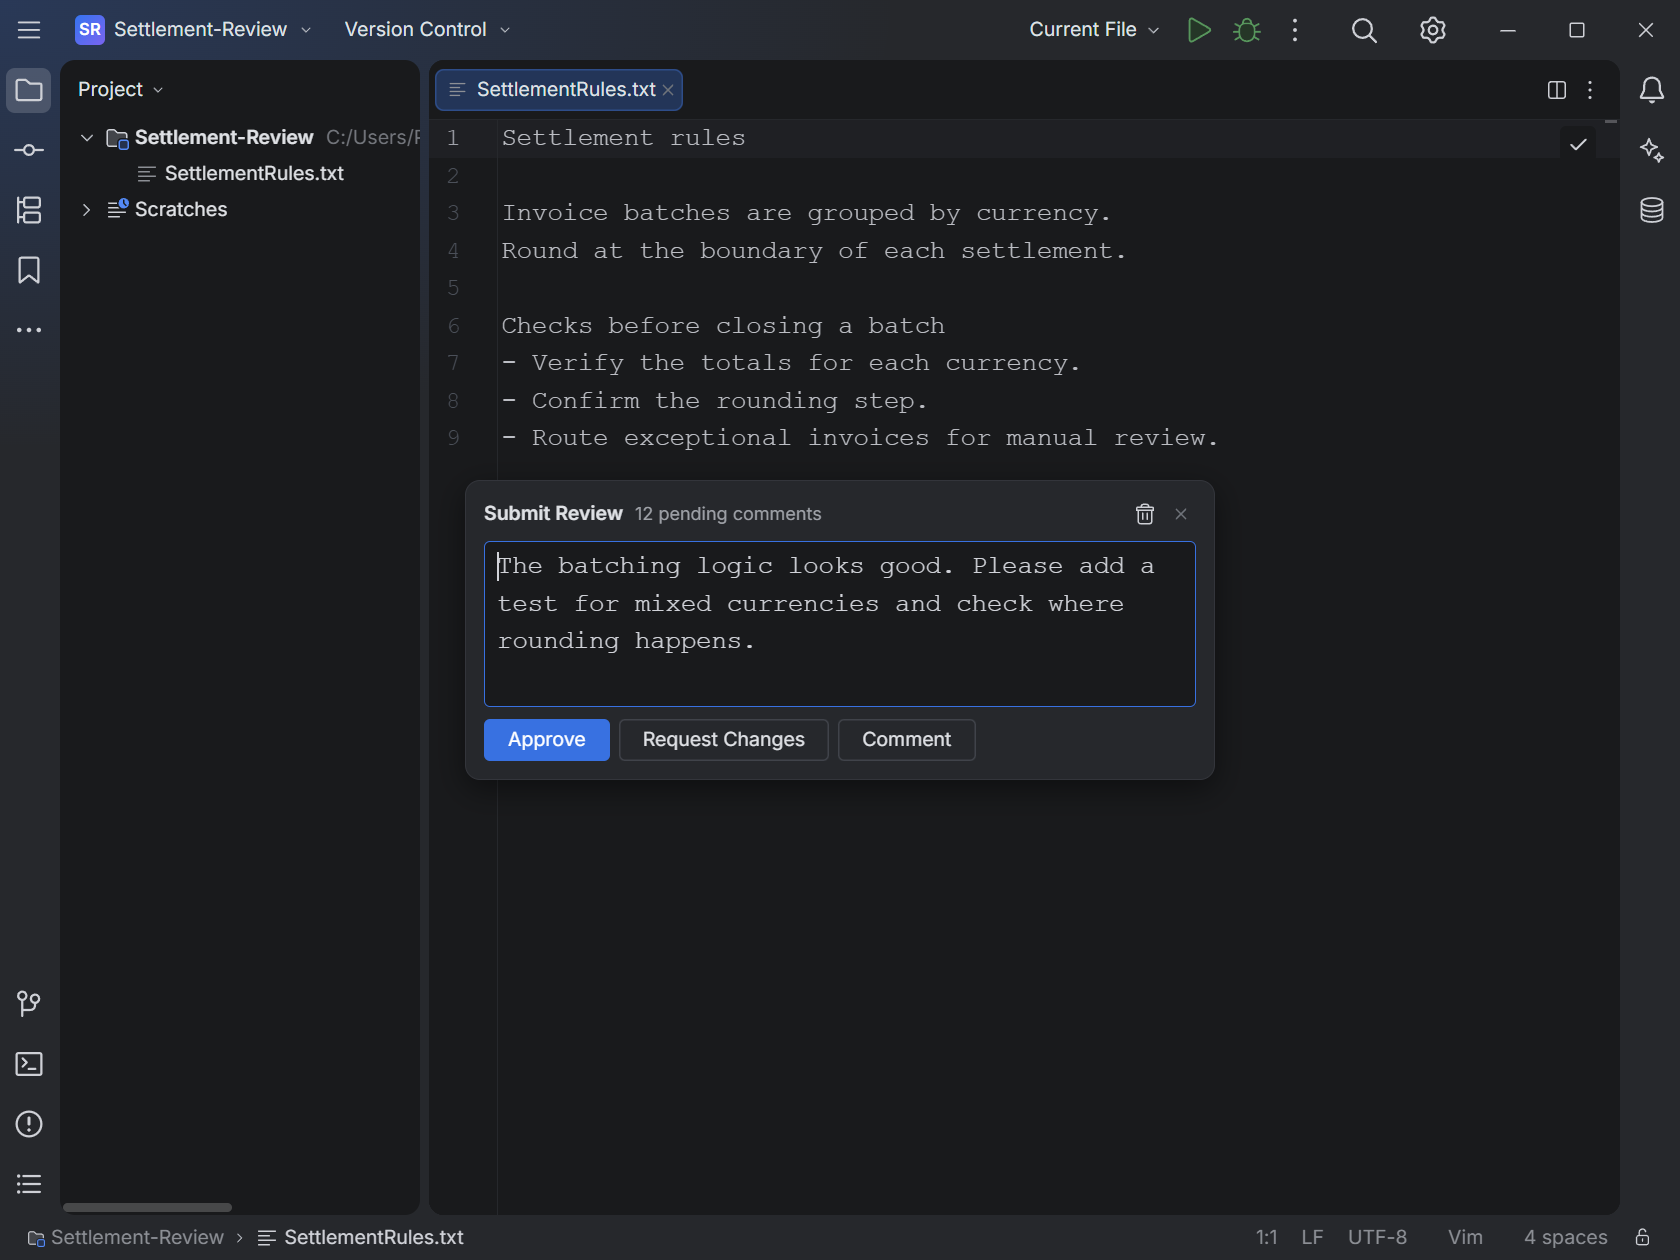 SR Settlement-Review Version Control Current File
Project
SettlementRules.txt
Settlement-Review C:/Users/
SettlementRules.txt
Scratches
1 Settlement rules
2
3 Invoice batches are grouped by currency.
4 Round at the boundary of each settlement.
5
6 Checks before closing a batch
7 - Verify the totals for each currency.
8 - Confirm the rounding step.
9 - Route exceptional invoices for manual review.
Submit Review 12 pending comments
The batching logic looks good. Please add a
test for mixed currencies and check where
rounding happens.
Approve Request Changes Comment
Settlement-Review › SettlementRules.txt 1:1 LF UTF-8 Vim 4 spaces